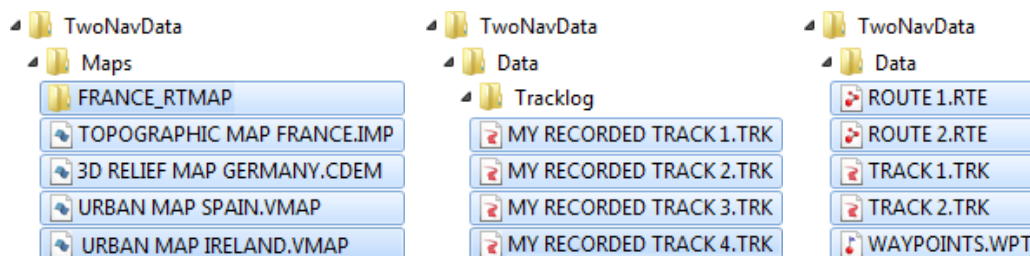 TwoNavData
Maps
FRANCE_RTMAP
TOPOGRAPHIC MAP FRANCE.IMP
3D RELIEF MAP GERMANY.CDEM
URBAN MAP SPAIN.VMAP
URBAN MAP IRELAND.VMAP
TwoNavData
Data
Tracklog
MY RECORDED TRACK 1.TRK
MY RECORDED TRACK 2.TRK
MY RECORDED TRACK 3.TRK
MY RECORDED TRACK 4.TRK
TwoNavData
Data
ROUTE 1.RTE
ROUTE 2.RTE
TRACK 1.TRK
TRACK 2.TRK
WAYPOINTS.WPT